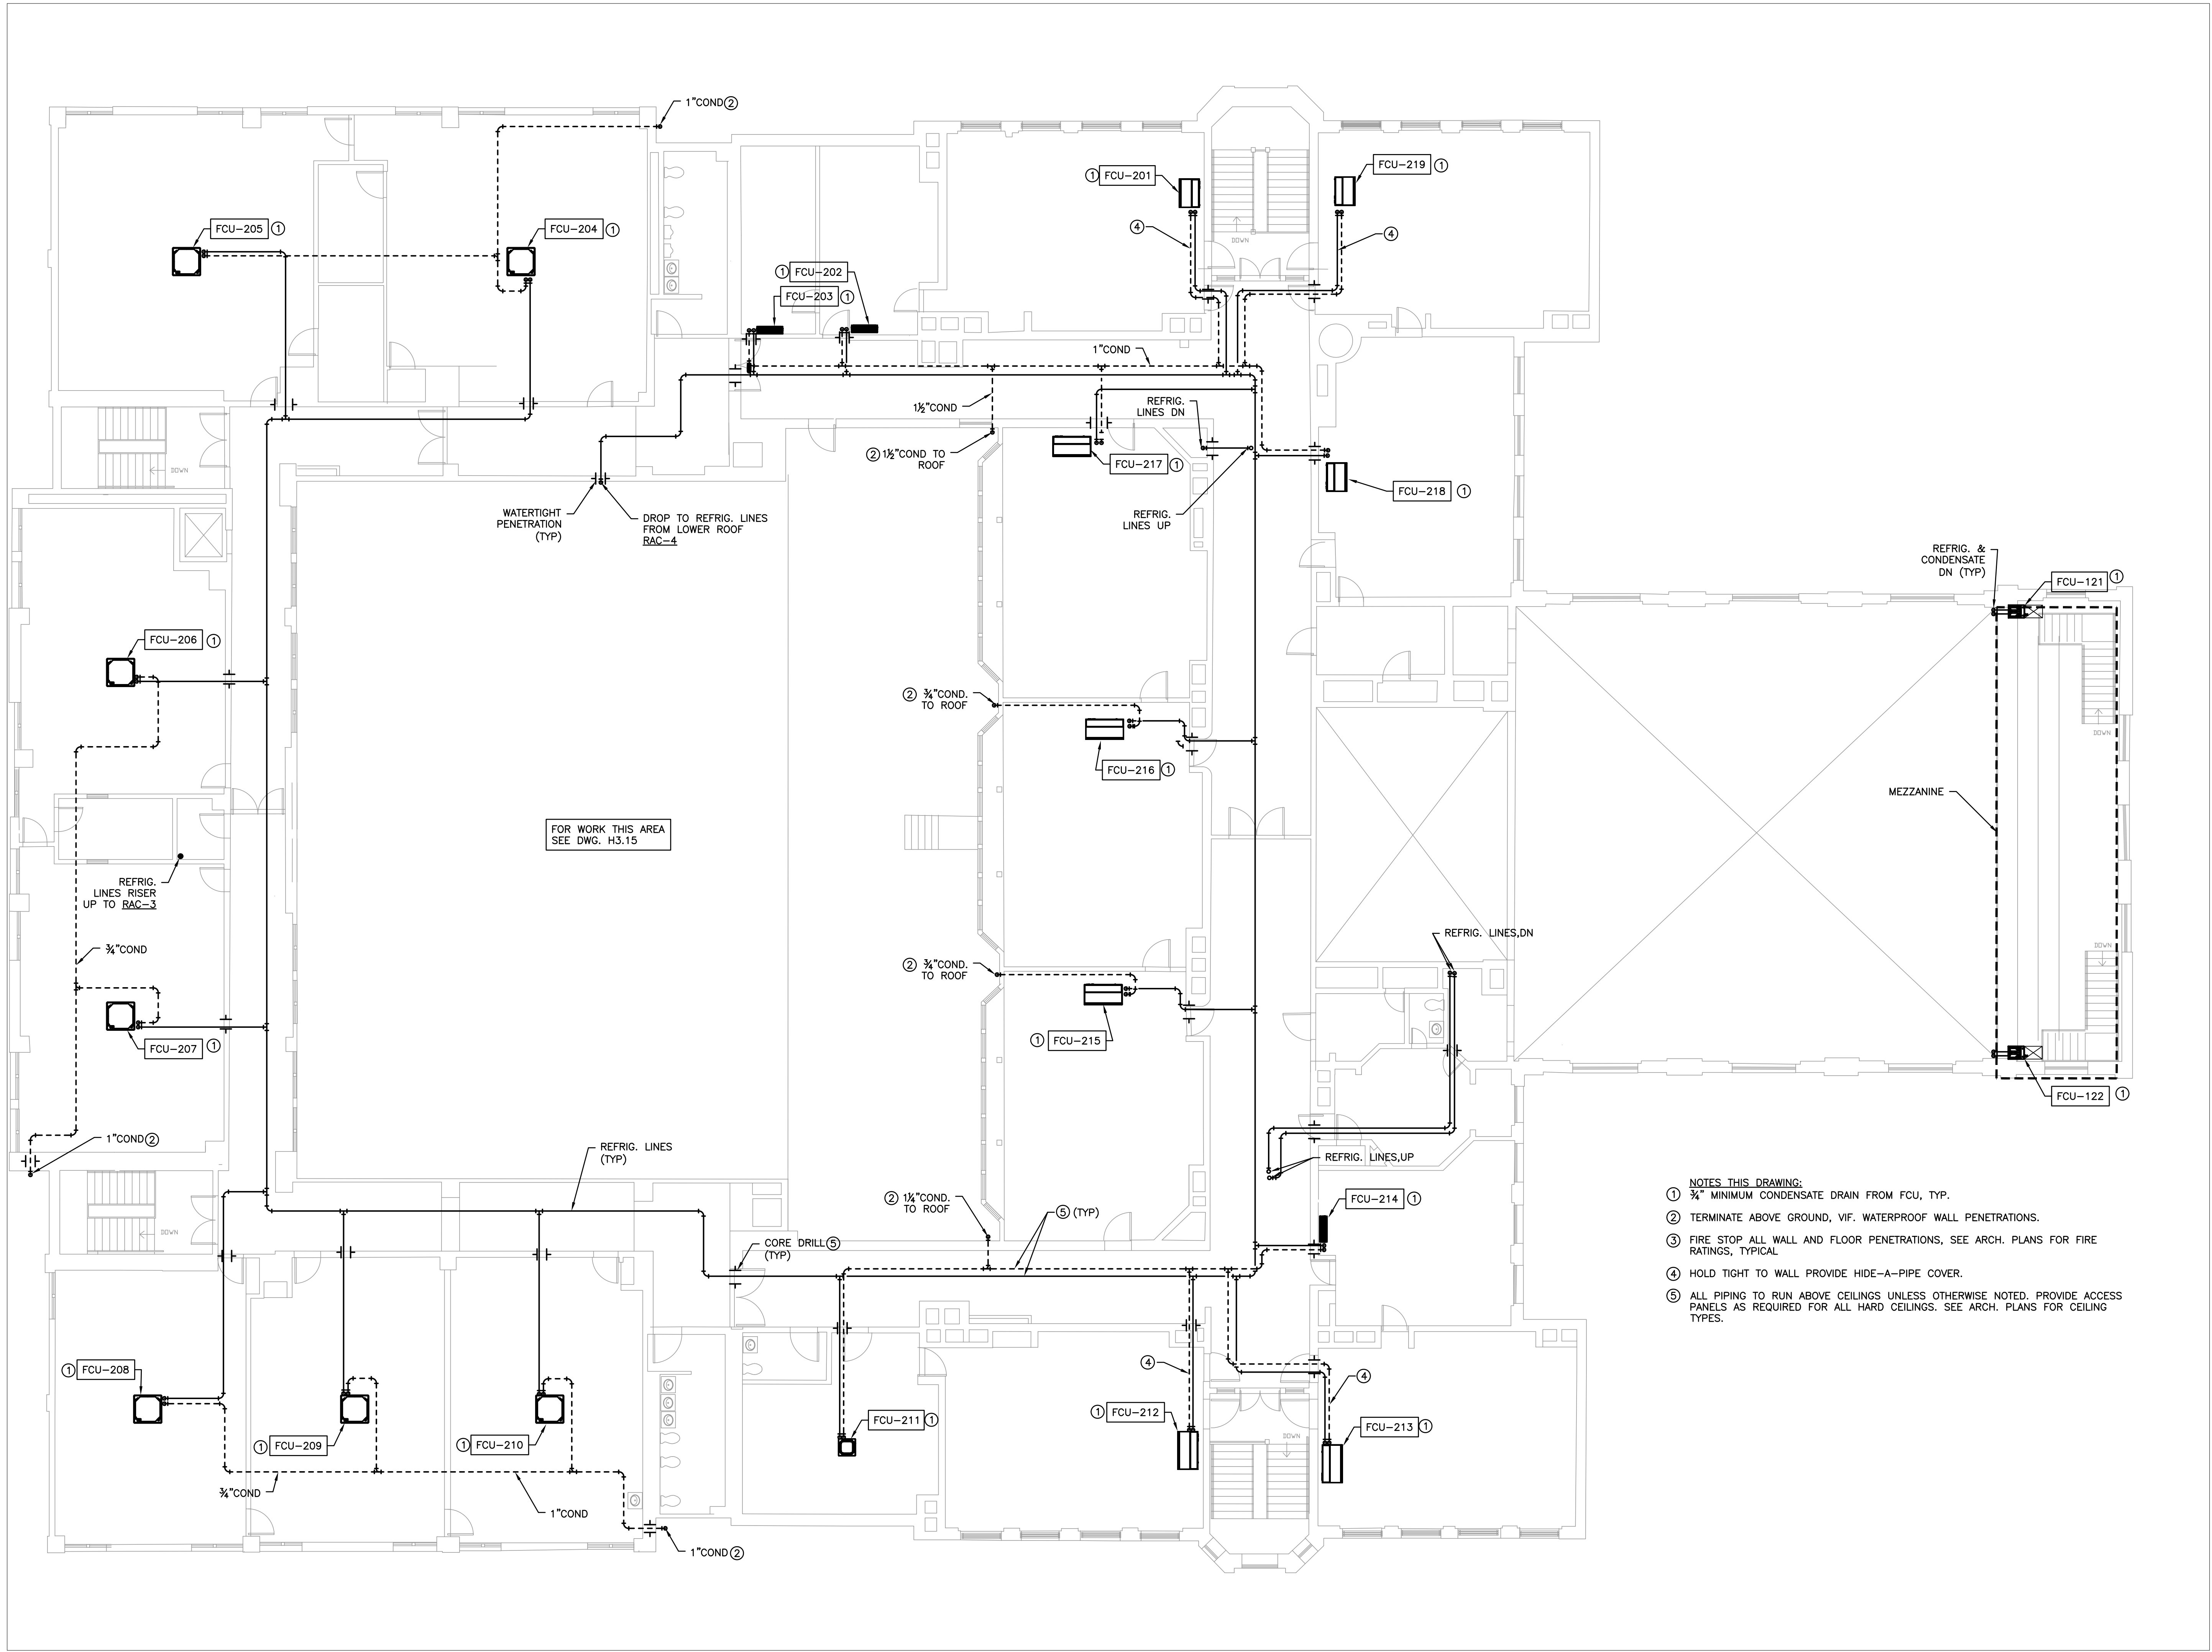 1"COND ②
① FCU-201
FCU-219 ①
FCU-205 ①
FCU-204 ①
④
④
DOWN
① FCU-202
FCU-203 ①
1"COND
1½"COND
REFRIG.
LINES DN
② 1½"COND TO
ROOF
FCU-217 ①
DOWN
FCU-218 ①
WATERTIGHT
PENETRATION
(TYP)
DROP TO REFRIG. LINES
FROM LOWER ROOF
RAC-4
REFRIG.
LINES UP
REFRIG. &
CONDENSATE
DN (TYP)
FCU-121 ①
FCU-206 ①
② ¾"COND.
TO ROOF
DOWN
FCU-216 ①
MEZZANINE
FOR WORK THIS AREA
SEE DWG. H3.15
REFRIG.
LINES RISER
UP TO RAC-3
REFRIG. LINES,DN
¾"COND
DOWN
② ¾"COND.
TO ROOF
FCU-207 ①
① FCU-215
FCU-122 ①
1"COND ②
REFRIG. LINES
(TYP)
REFRIG. LINES,UP
② 1¼"COND.
TO ROOF
FCU-214 ①
⑤ (TYP)
DOWN
CORE DRILL ⑤
(TYP)
NOTES THIS DRAWING:
① ¾" MINIMUM CONDENSATE DRAIN FROM FCU, TYP.
② TERMINATE ABOVE GROUND, VIF. WATERPROOF WALL PENETRATIONS.
③ FIRE STOP ALL WALL AND FLOOR PENETRATIONS, SEE ARCH. PLANS FOR FIRE
RATINGS, TYPICAL
④ HOLD TIGHT TO WALL PROVIDE HIDE-A-PIPE COVER.
⑤ ALL PIPING TO RUN ABOVE CEILINGS UNLESS OTHERWISE NOTED. PROVIDE ACCESS
PANELS AS REQUIRED FOR ALL HARD CEILINGS. SEE ARCH. PLANS FOR CEILING
TYPES.
① FCU-208
④
④
① FCU-209
① FCU-210
FCU-211 ①
① FCU-212
FCU-213 ①
DOWN
¾"COND
1"COND
1"COND ②